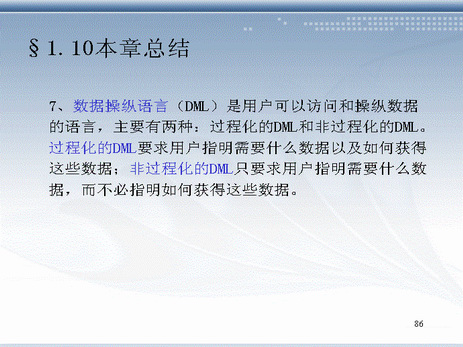 §1.10本章总结
7、数据操纵语言（DML）是用户可以访问和操纵数据
的语言，主要有两种：过程化的DML和非过程化的DML。
过程化的DML要求用户指明需要什么数据以及如何获得
这些数据；非过程化的DML只要求用户指明需要什么数
据，而不必指明如何获得这些数据。
86